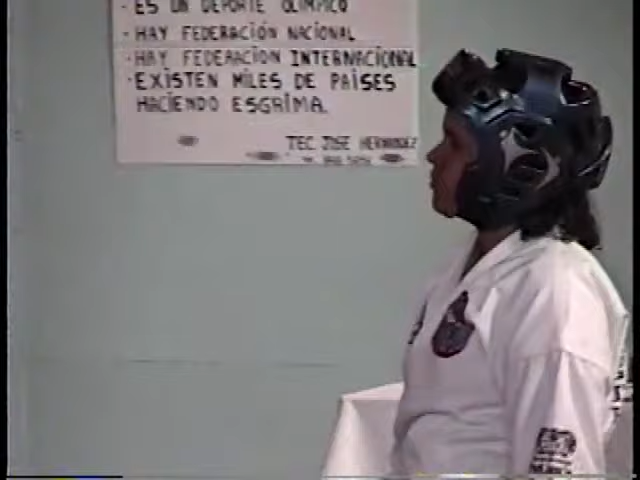 · ES UN DEPORTE OLIMPICO
· HAY FEDERACIÓN NACIONAL
· HAY FEDERACION INTERNACIONAL
· EXISTEN MILES DE PAISES
HACIENDO ESGRIMA.
TEC. JOSE HERNANDEZ